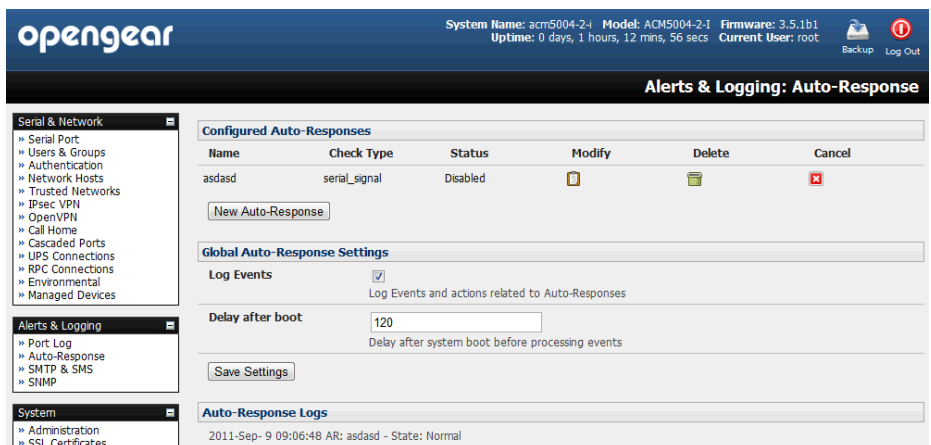 opengear
System Name: acm5004-2-i Model: ACM5004-2-I Firmware: 3.5.1b1
Uptime: 0 days, 1 hours, 12 mins, 56 secs Current User: root
Backup
Log Out
Alerts & Logging: Auto-Response
Serial & Network
» Serial Port
» Users & Groups
» Authentication
» Network Hosts
» Trusted Networks
» IPsec VPN
» OpenVPN
» Call Home
» Cascaded Ports
» UPS Connections
» RPC Connections
» Environmental
» Managed Devices
Alerts & Logging
» Port Log
» Auto-Response
» SMTP & SMS
» SNMP
System
» Administration
» SSL Certificates
Configured Auto-Responses
Name Check Type Status Modify Delete Cancel
asdasd serial_signal Disabled
New Auto-Response
Global Auto-Response Settings
Log Events
Log Events and actions related to Auto-Responses
Delay after boot
120
Delay after system boot before processing events
Save Settings
Auto-Response Logs
2011-Sep- 9 09:06:48 AR: asdasd - State: Normal